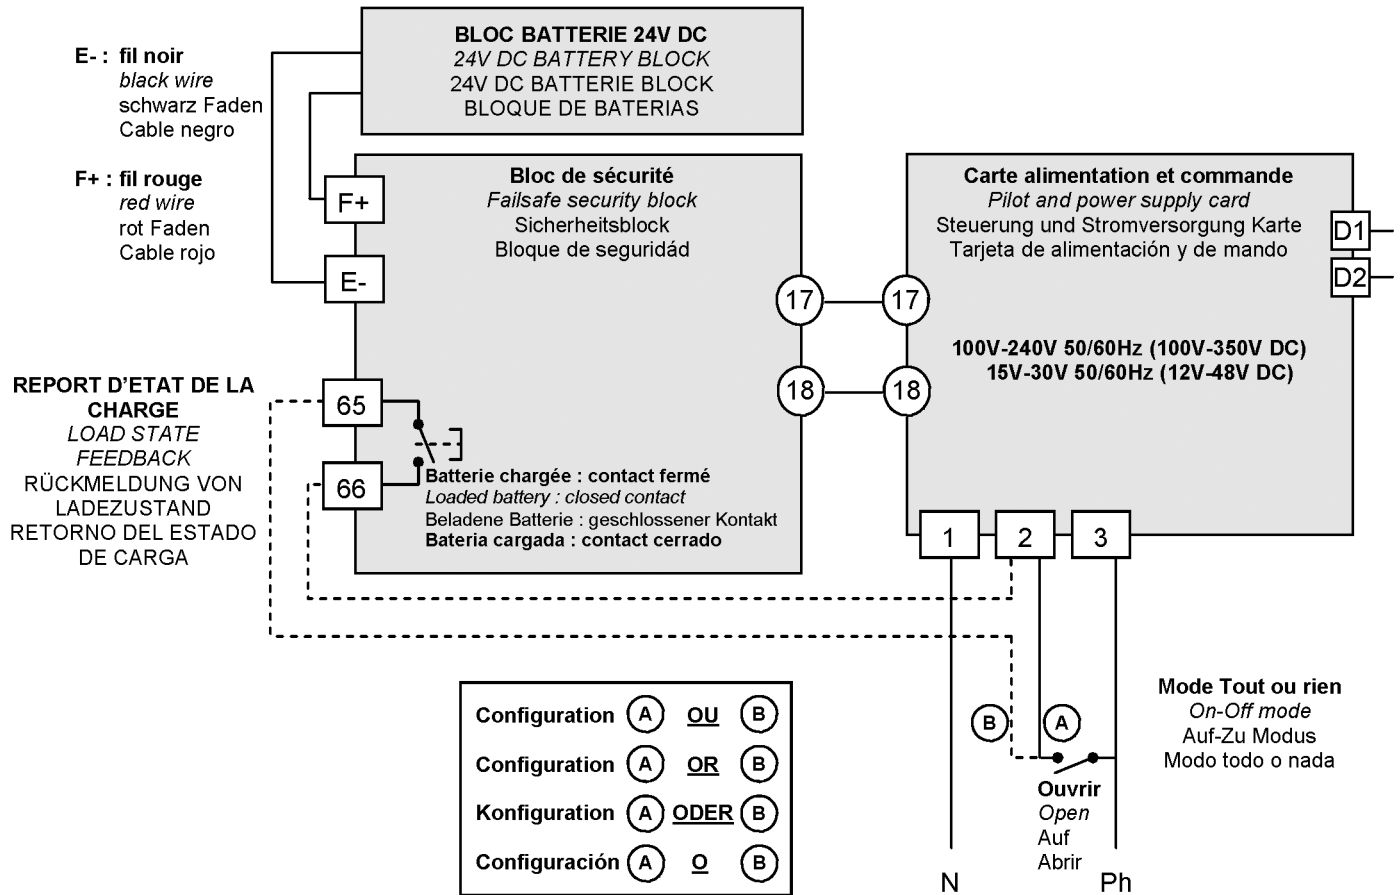 BLOC BATTERIE 24V DC
24V DC BATTERY BLOCK
24V DC BATTERIE BLOCK
BLOQUE DE BATERIAS
E- : fil noir
black wire
schwarz Faden
Cable negro
F+ : fil rouge
red wire
rot Faden
Cable rojo
F+
E-
Bloc de sécurité
Failsafe security block
Sicherheitsblock
Bloque de seguridád
17
18
17
18
Carte alimentation et commande
Pilot and power supply card
Steuerung und Stromversorgung Karte
Tarjeta de alimentación y de mando
D1
D2
100V-240V 50/60Hz (100V-350V DC)
15V-30V 50/60Hz (12V-48V DC)
REPORT D'ETAT DE LA
CHARGE
LOAD STATE
FEEDBACK
RÜCKMELDUNG VON
LADEZUSTAND
RETORNO DEL ESTADO
DE CARGA
65
66
Batterie chargée : contact fermé
Loaded battery : closed contact
Beladene Batterie : geschlossener Kontakt
Bateria cargada : contact cerrado
1
2
3
Configuration A OU B
Configuration A OR B
Konfiguration A ODER B
Configuración A O B
B
A
Ouvrir
Open
Auf
Abrir
N
Ph
Mode Tout ou rien
On-Off mode
Auf-Zu Modus
Modo todo o nada